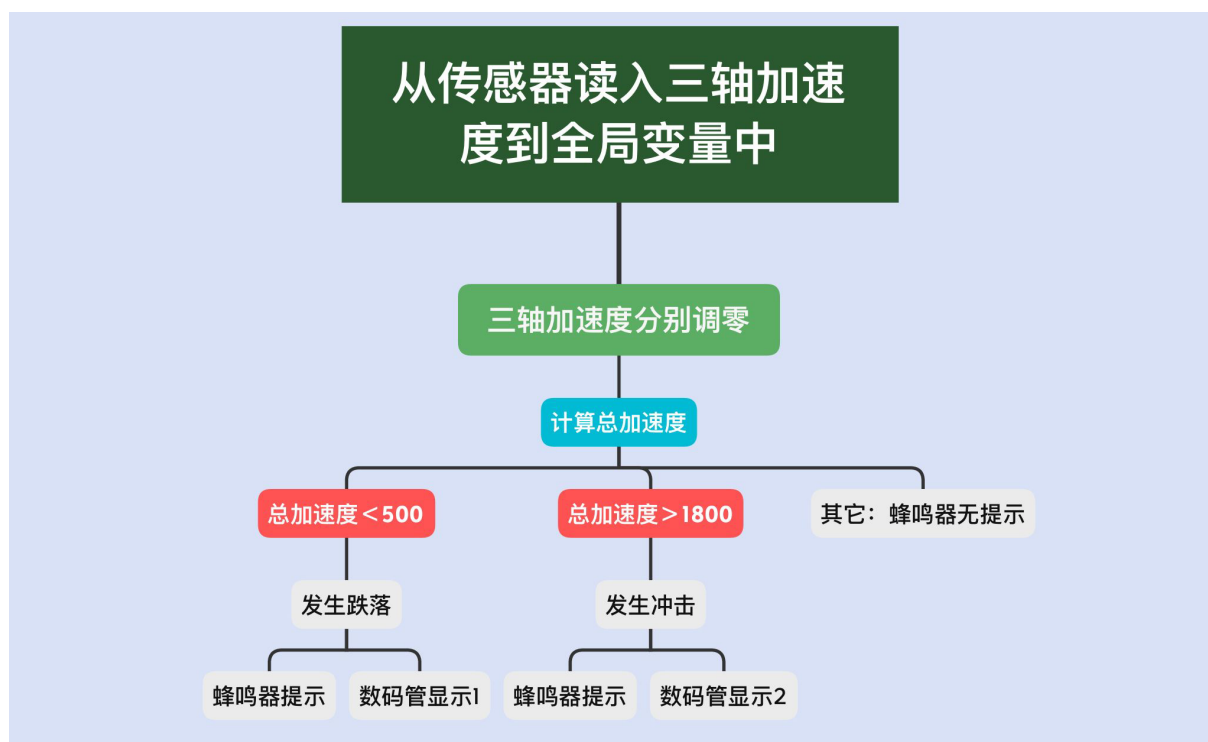 从传感器读入三轴加速
度到全局变量中
三轴加速度分别调零
计算总加速度
总加速度＜500
总加速度＞1800
其它：蜂鸣器无提示
发生跌落
发生冲击
蜂鸣器提示
数码管显示1
蜂鸣器提示
数码管显示2